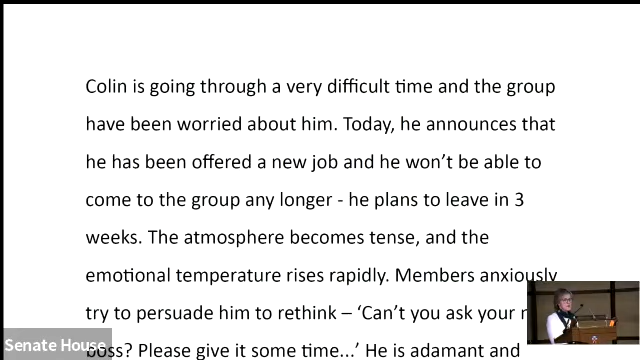 Colin is going through a very difficult time and the group
have been worried about him. Today, he announces that
he has been offered a new job and he won't be able to
come to the group any longer - he plans to leave in 3
weeks. The atmosphere becomes tense, and the
emotional temperature rises rapidly. Members anxiously
try to persuade him to rethink – ‘Can’t you ask your
boss? Please give it some time...’ He is adamant and
Senate House